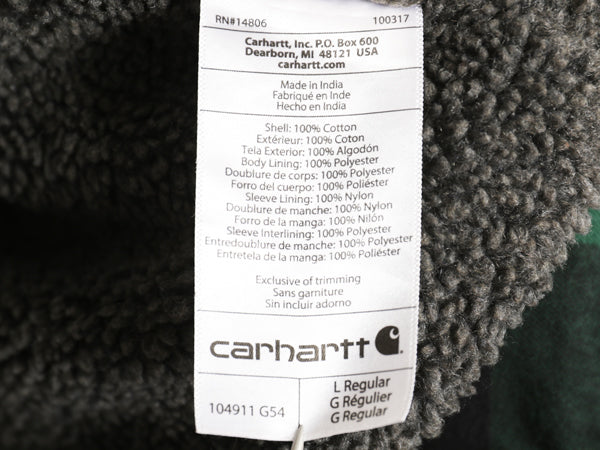 RN#14806 100317
Carhartt, Inc. P.O. Box 600
Dearborn, MI 48121 USA
carhartt.com
Made in India
Fabriqué en Inde
Hecho en India
Shell: 100% Cotton
Extérieur: 100% Coton
Tela Exterior: 100% Algodón
Body Lining: 100% Polyester
Doublure de corps: 100% Polyester
Forro del cuerpo: 100% Poliéster
Sleeve Lining: 100% Nylon
Doublure de manche: 100% Nylon
Forro de la manga: 100% Nilón
Sleeve Interlining: 100% Polyester
Entredoublure de manche: 100% Polyester
Entretela de la manga: 100% Poliéster
Exclusive of trimming
Sans garniture
Sin incluir adorno
carhartt
104911 G54
L Regular
G Régulier
G Regular